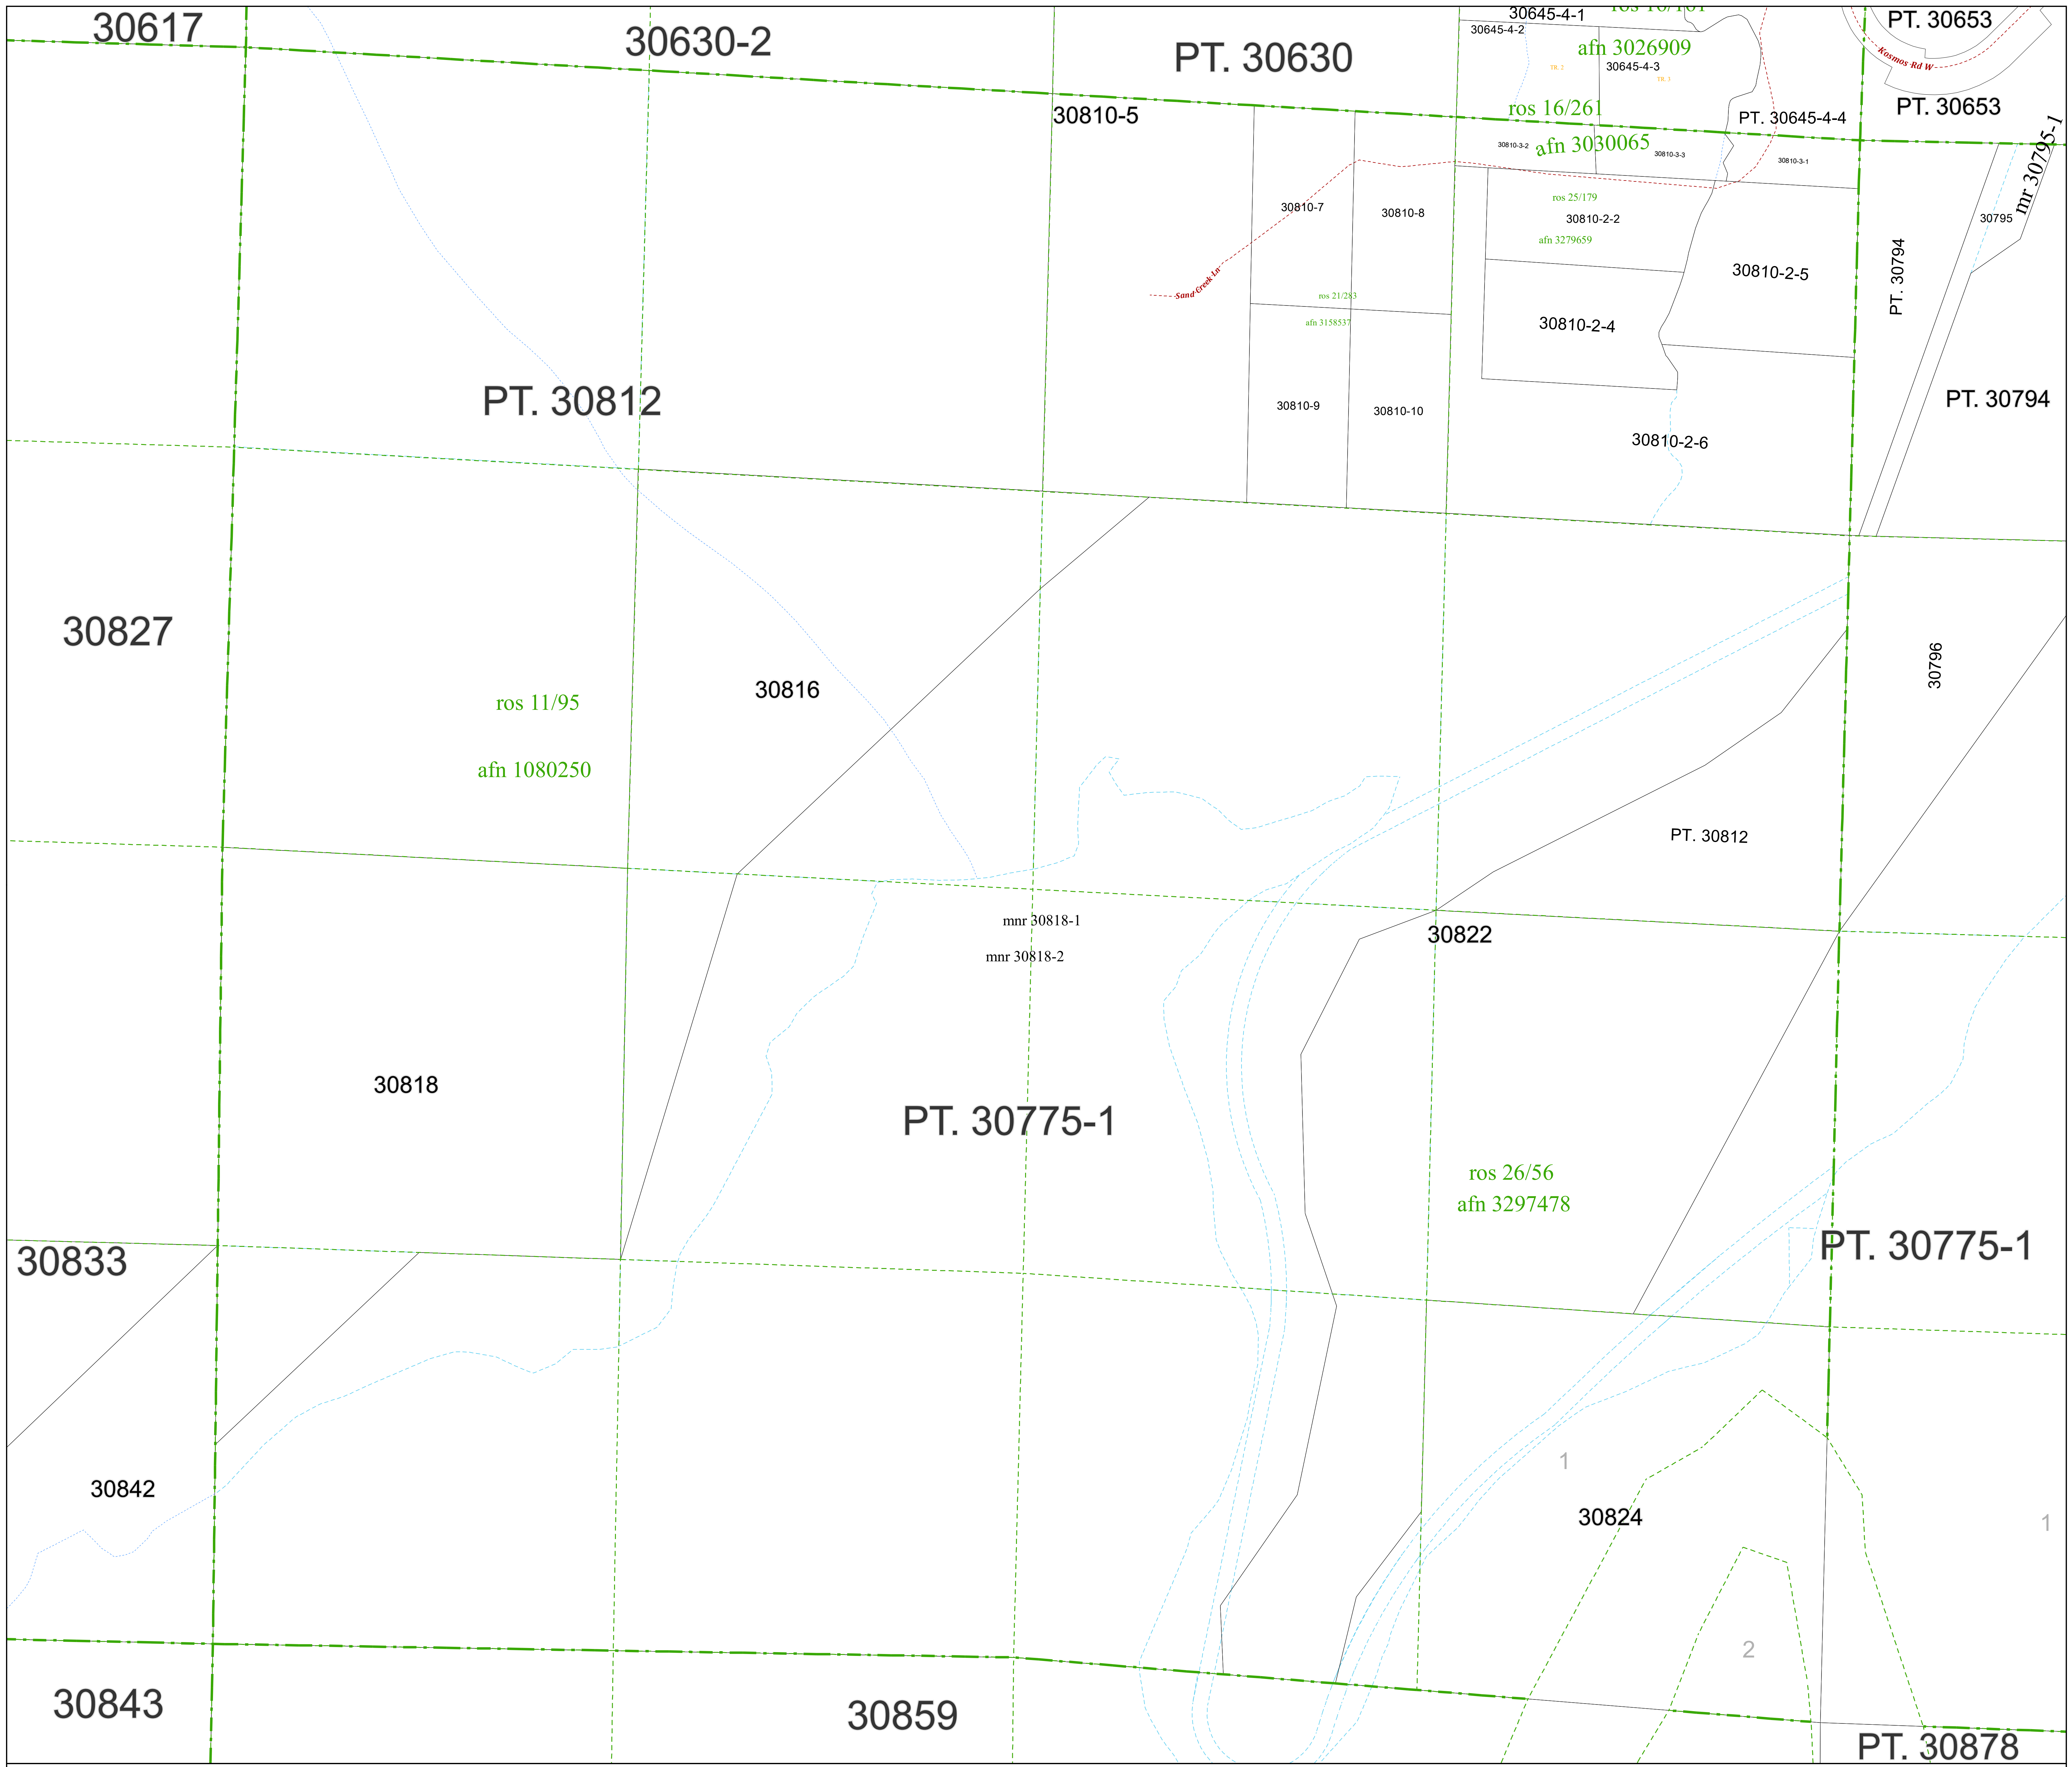 30617
30630-2
PT. 30630
30645-4-1
30645-4-2
afn 3026909
30645-4-3
TR. 2
TR. 3
PT. 30653
Kosmos Rd W
PT. 30653
ros 16/261
PT. 30645-4-4
30810-5
30810-3-2
afn 3030065
30810-3-3
30810-3-1
mr 30795-1
30810-7
30810-8
ros 25/179
30810-2-2
afn 3279659
30795
PT. 30794
30810-2-5
Sand Creek Ln
ros 21/283
afn 3158537
30810-2-4
PT. 30812
30810-9
30810-10
PT. 30794
30810-2-6
30827
30816
30796
ros 11/95
afn 1080250
PT. 30812
mnr 30818-1
mnr 30818-2
30822
30818
PT. 30775-1
ros 26/56
afn 3297478
PT. 30775-1
30833
30842
1
30824
1
2
30843
30859
PT. 30878